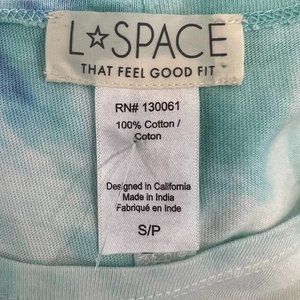 L☆SPACE
THAT FEEL GOOD FIT
RN# 130061
100% Cotton /
Coton
Designed in California
Made in India
Fabriqué en Inde
S/P